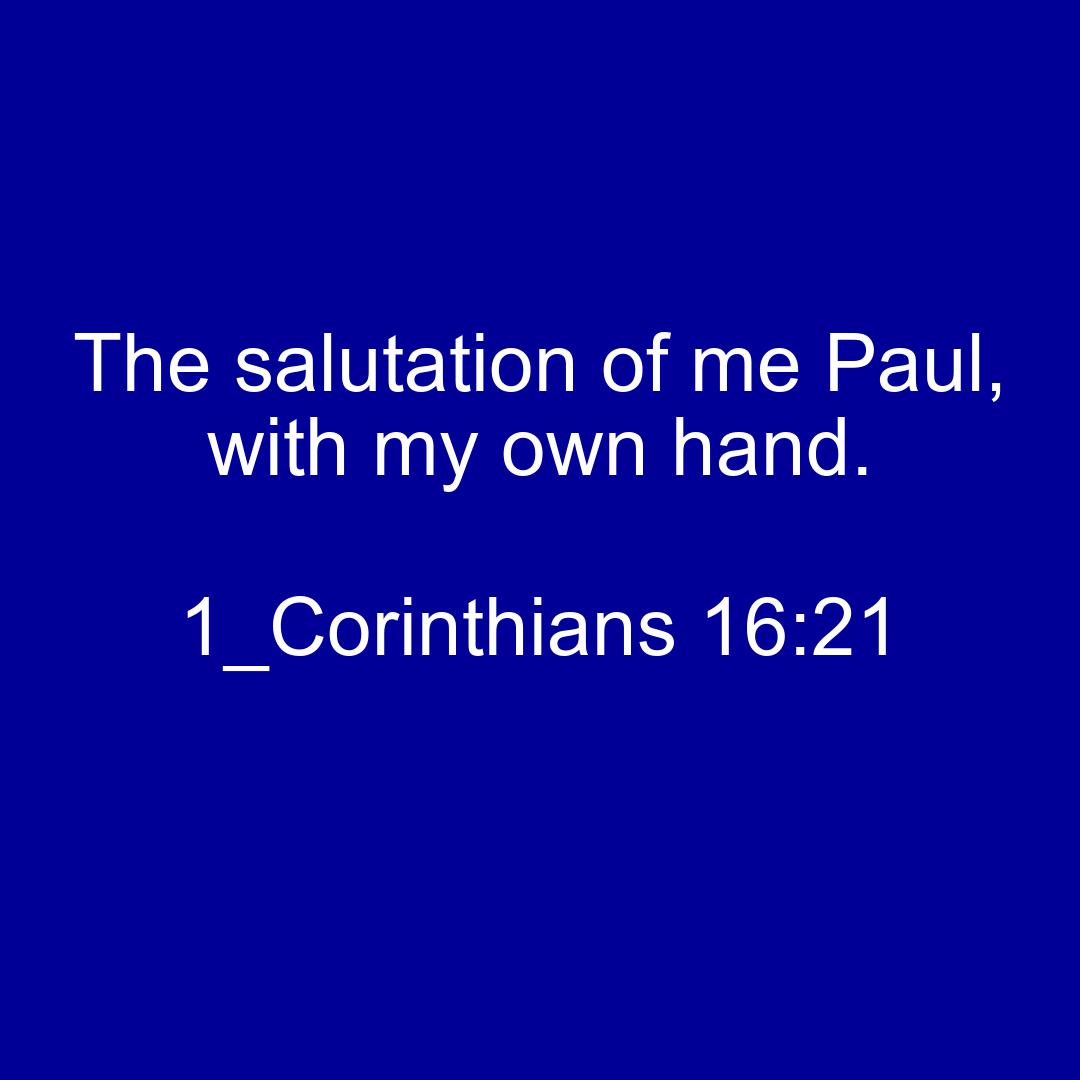 The salutation of me Paul,
with my own hand.
1_Corinthians 16:21